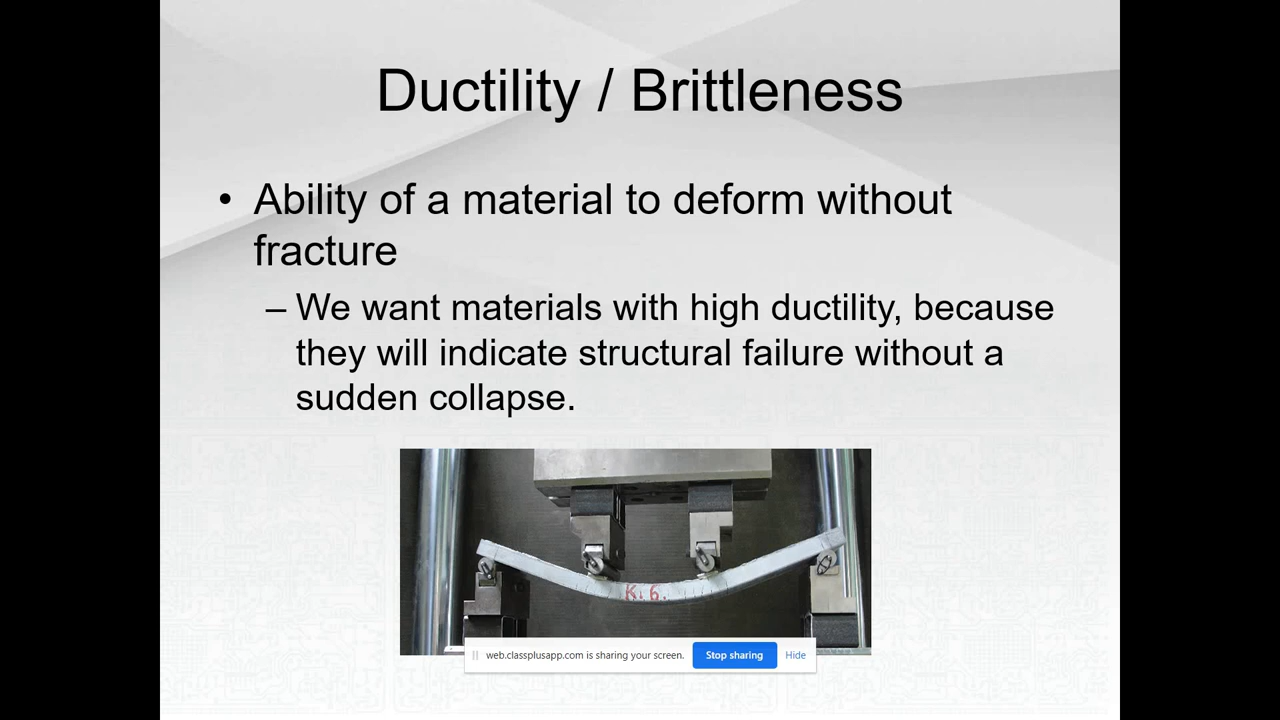 Ductility / Brittleness
• Ability of a material to deform without
fracture
– We want materials with high ductility, because
they will indicate structural failure without a
sudden collapse.
K. 6.
web.classplusapp.com is sharing your screen. Stop sharing Hide